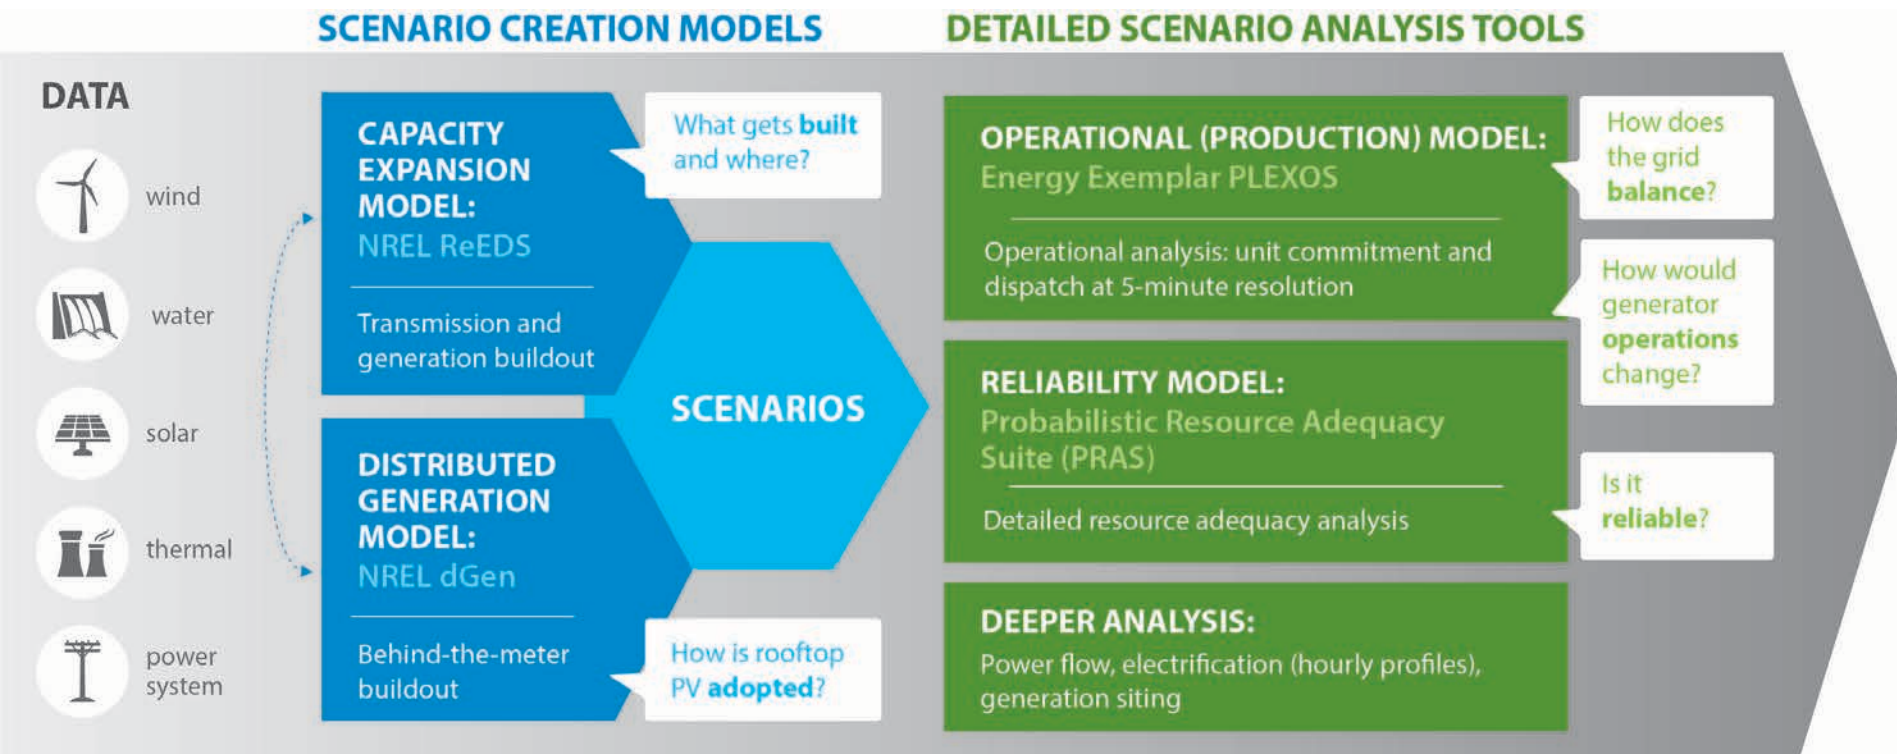 SCENARIO CREATION MODELS
DETAILED SCENARIO ANALYSIS TOOLS
DATA
wind
water
solar
thermal
power
system
CAPACITY
EXPANSION
MODEL:
NREL ReEDS
Transmission and
generation buildout
What gets built
and where?
DISTRIBUTED
GENERATION
MODEL:
NREL dGen
Behind-the-meter
buildout
How is rooftop
PV adopted?
SCENARIOS
OPERATIONAL (PRODUCTION) MODEL:
Energy Exemplar PLEXOS
Operational analysis: unit commitment and
dispatch at 5-minute resolution
How does
the grid
balance?
How would
generator
operations
change?
RELIABILITY MODEL:
Probabilistic Resource Adequacy
Suite (PRAS)
Detailed resource adequacy analysis
Is it
reliable?
DEEPER ANALYSIS:
Power flow, electrification (hourly profiles),
generation siting